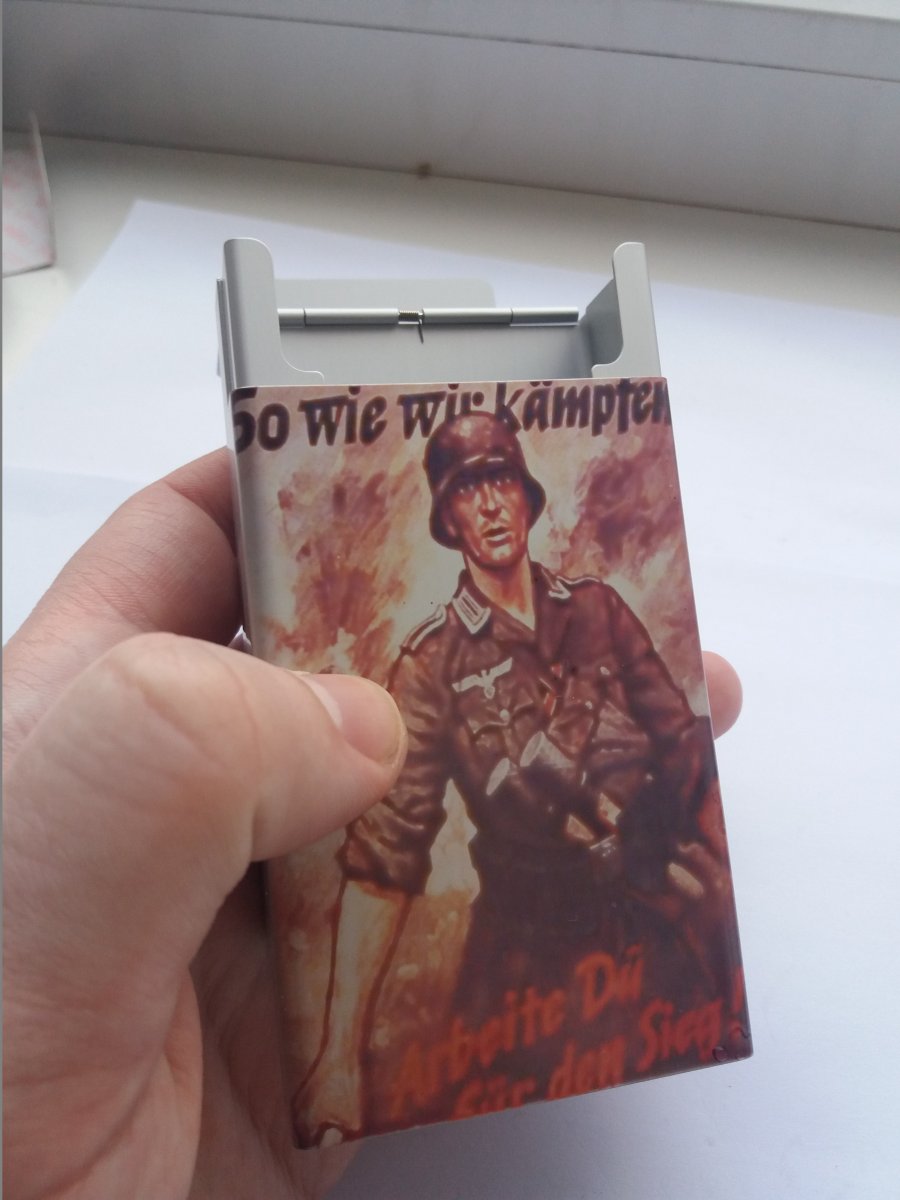 So wie wir kämpfen
Arbeite Du
für den Sieg!